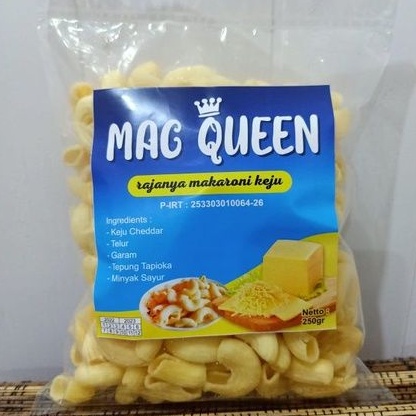 MAC QUEEN
rajanya makaroni keju
P-IRT : 253303010064-26
Ingredients :
- Keju Cheddar
- Telur
- Garam
- Tepung Tapioka
- Minyak Sayur
Netto :
250gr